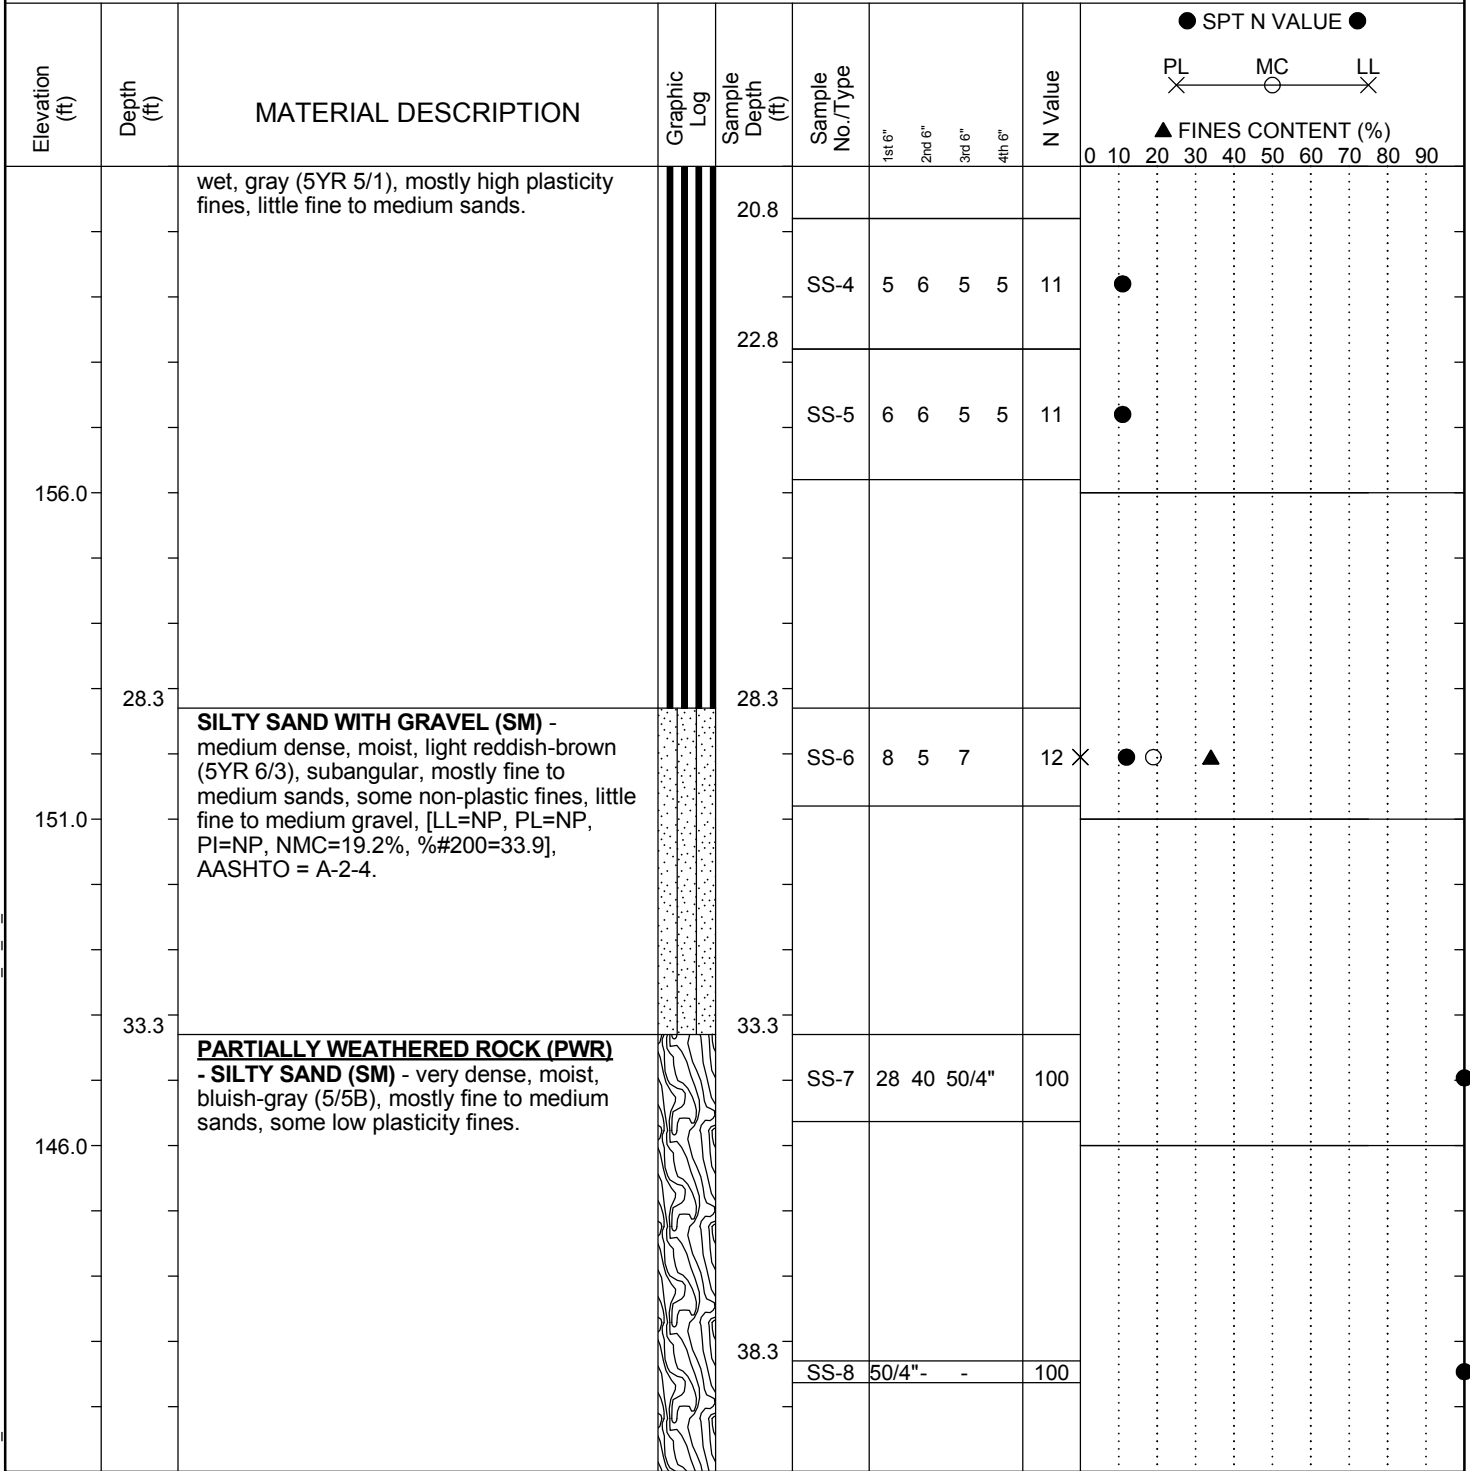 Elevation
(ft)
Depth
(ft)
MATERIAL DESCRIPTION
Graphic
Log
Sample
Depth
(ft)
Sample
No./Type
1st 6"
2nd 6"
3rd 6"
4th 6"
N Value
● SPT N VALUE ●
PL MC LL
▲ FINES CONTENT (%)
0 10 20 30 40 50 60 70 80 90
wet, gray (5YR 5/1), mostly high plasticity
fines, little fine to medium sands.
20.8
SS-4 5 6 5 5 11
22.8
SS-5 6 6 5 5 11
156.0
28.3 28.3
SILTY SAND WITH GRAVEL (SM) -
medium dense, moist, light reddish-brown
(5YR 6/3), subangular, mostly fine to
medium sands, some non-plastic fines, little
fine to medium gravel, [LL=NP, PL=NP,
PI=NP, NMC=19.2%, %#200=33.9],
AASHTO = A-2-4.
SS-6 8 5 7 12
151.0
33.3 33.3
PARTIALLY WEATHERED ROCK (PWR)
- SILTY SAND (SM) - very dense, moist,
bluish-gray (5/5B), mostly fine to medium
sands, some low plasticity fines.
SS-7 28 40 50/4" 100
146.0
38.3
SS-8 50/4" - - 100